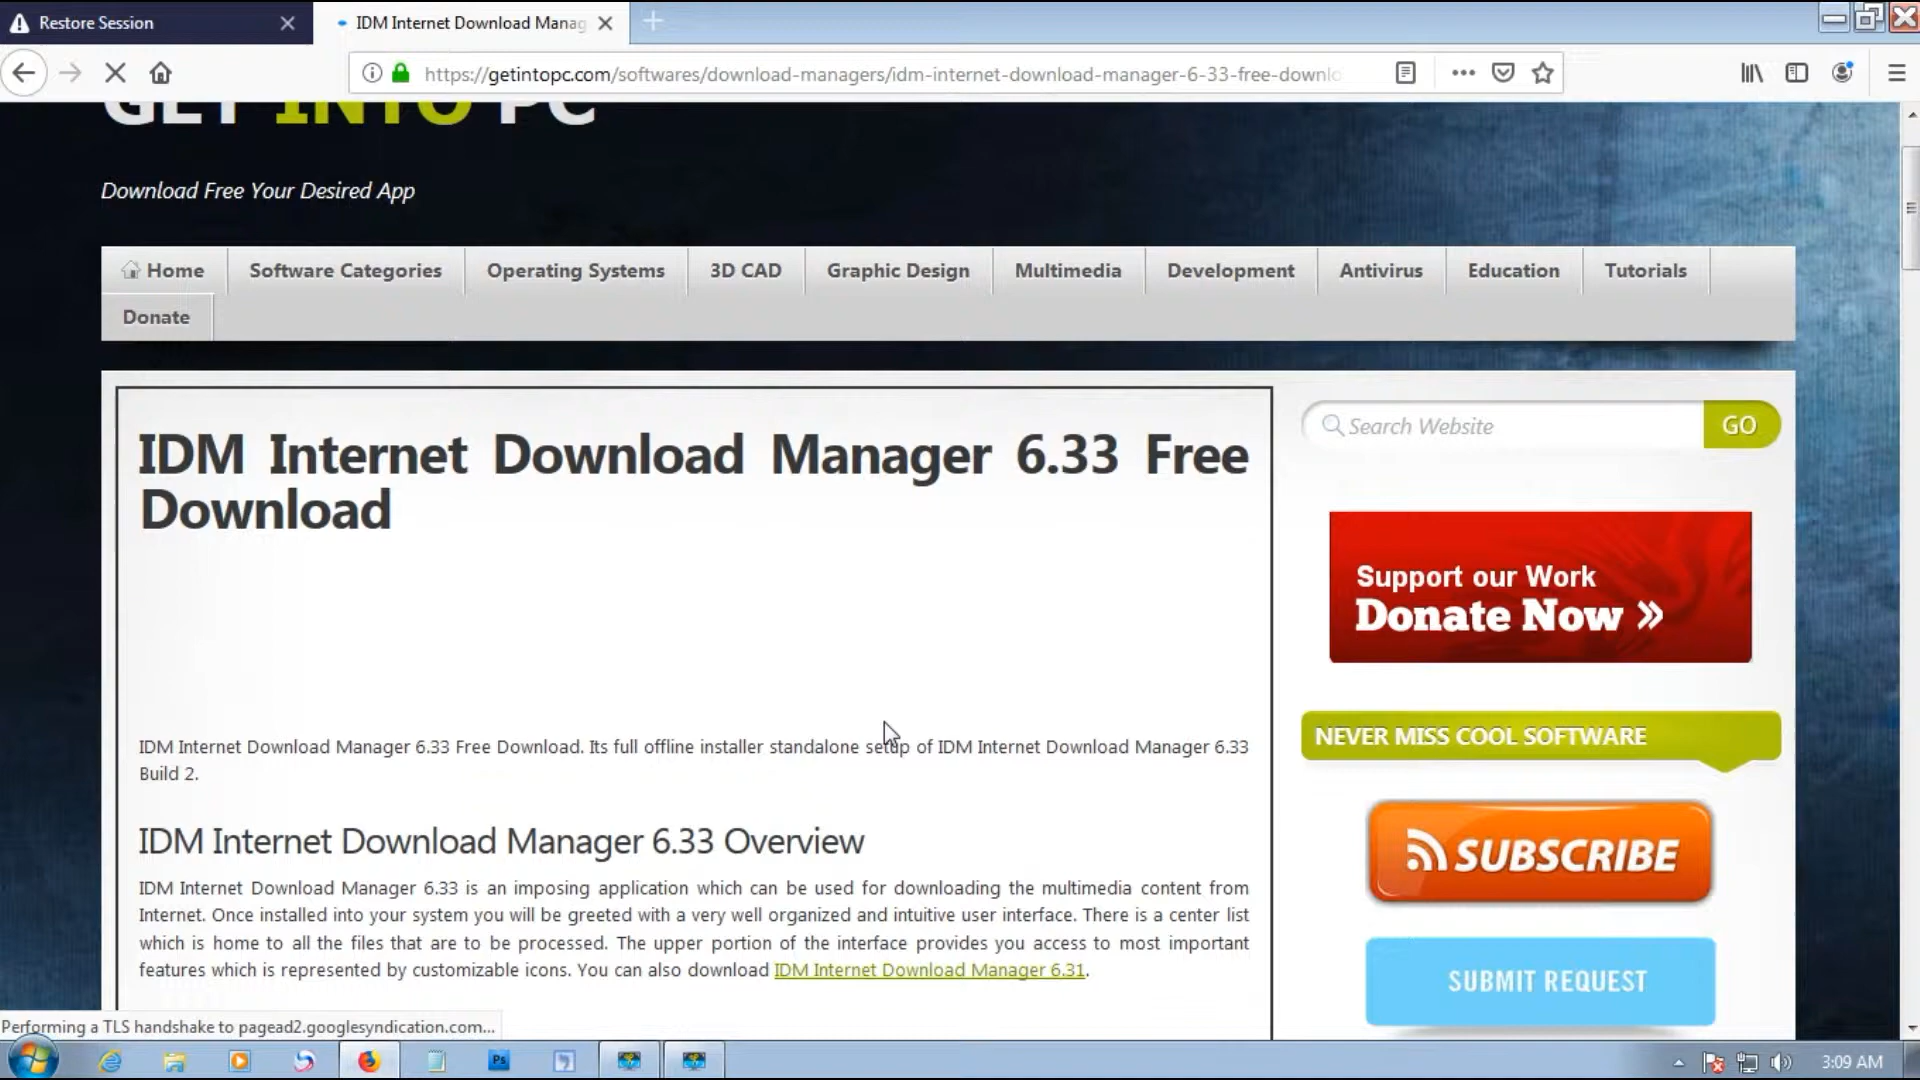 Restore Session
IDM Internet Download Manag
https://getintopc.com/softwares/download-managers/idm-internet-download-manager-6-33-free-downlo
GET INTO PC
Download Free Your Desired App
Home
Software Categories
Operating Systems
3D CAD
Graphic Design
Multimedia
Development
Antivirus
Education
Tutorials
Donate
IDM Internet Download Manager 6.33 Free
Download
Search Website
GO
Support our Work
Donate Now »
NEVER MISS COOL SOFTWARE
IDM Internet Download Manager 6.33 Free Download. Its full offline installer standalone setup of IDM Internet Download Manager 6.33
Build 2.
IDM Internet Download Manager 6.33 Overview
SUBSCRIBE
IDM Internet Download Manager 6.33 is an imposing application which can be used for downloading the multimedia content from
Internet. Once installed into your system you will be greeted with a very well organized and intuitive user interface. There is a center list
which is home to all the files that are to be processed. The upper portion of the interface provides you access to most important
features which is represented by customizable icons. You can also download IDM Internet Download Manager 6.31.
SUBMIT REQUEST
Performing a TLS handshake to pagead2.googlesyndication.com...
Ps
3:09 AM